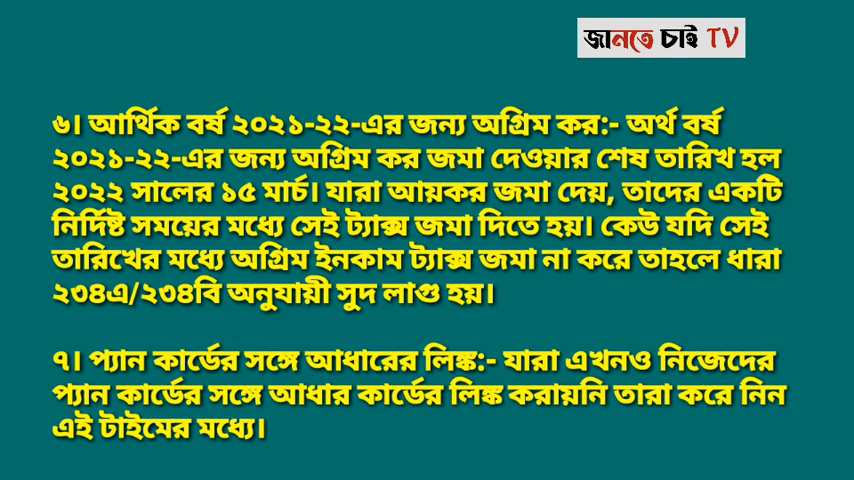 জানতে চাই TV
৬। আর্থিক বর্ষ ২০২১-২২-এর জন্য অগ্রিম কর:- অর্থ বর্ষ
২০২১-২২-এর জন্য অগ্রিম কর জমা দেওয়ার শেষ তারিখ হল
২০২২ সালের ১৫ মার্চ। যারা আয়কর জমা দেয়, তাদের একটি
নির্দিষ্ট সময়ের মধ্যে সেই ট্যাক্স জমা দিতে হয়। কেউ যদি সেই
তারিখের মধ্যে অগ্রিম ইনকাম ট্যাক্স জমা না করে তাহলে ধারা
২৩৪এ/২৩৪বি অনুযায়ী সুদ লাগু হয়।
৭। প্যান কার্ডের সঙ্গে আধারের লিঙ্ক:- যারা এখনও নিজেদের
প্যান কার্ডের সঙ্গে আধার কার্ডের লিঙ্ক করায়নি তারা করে নিন
এই টাইমের মধ্যে।